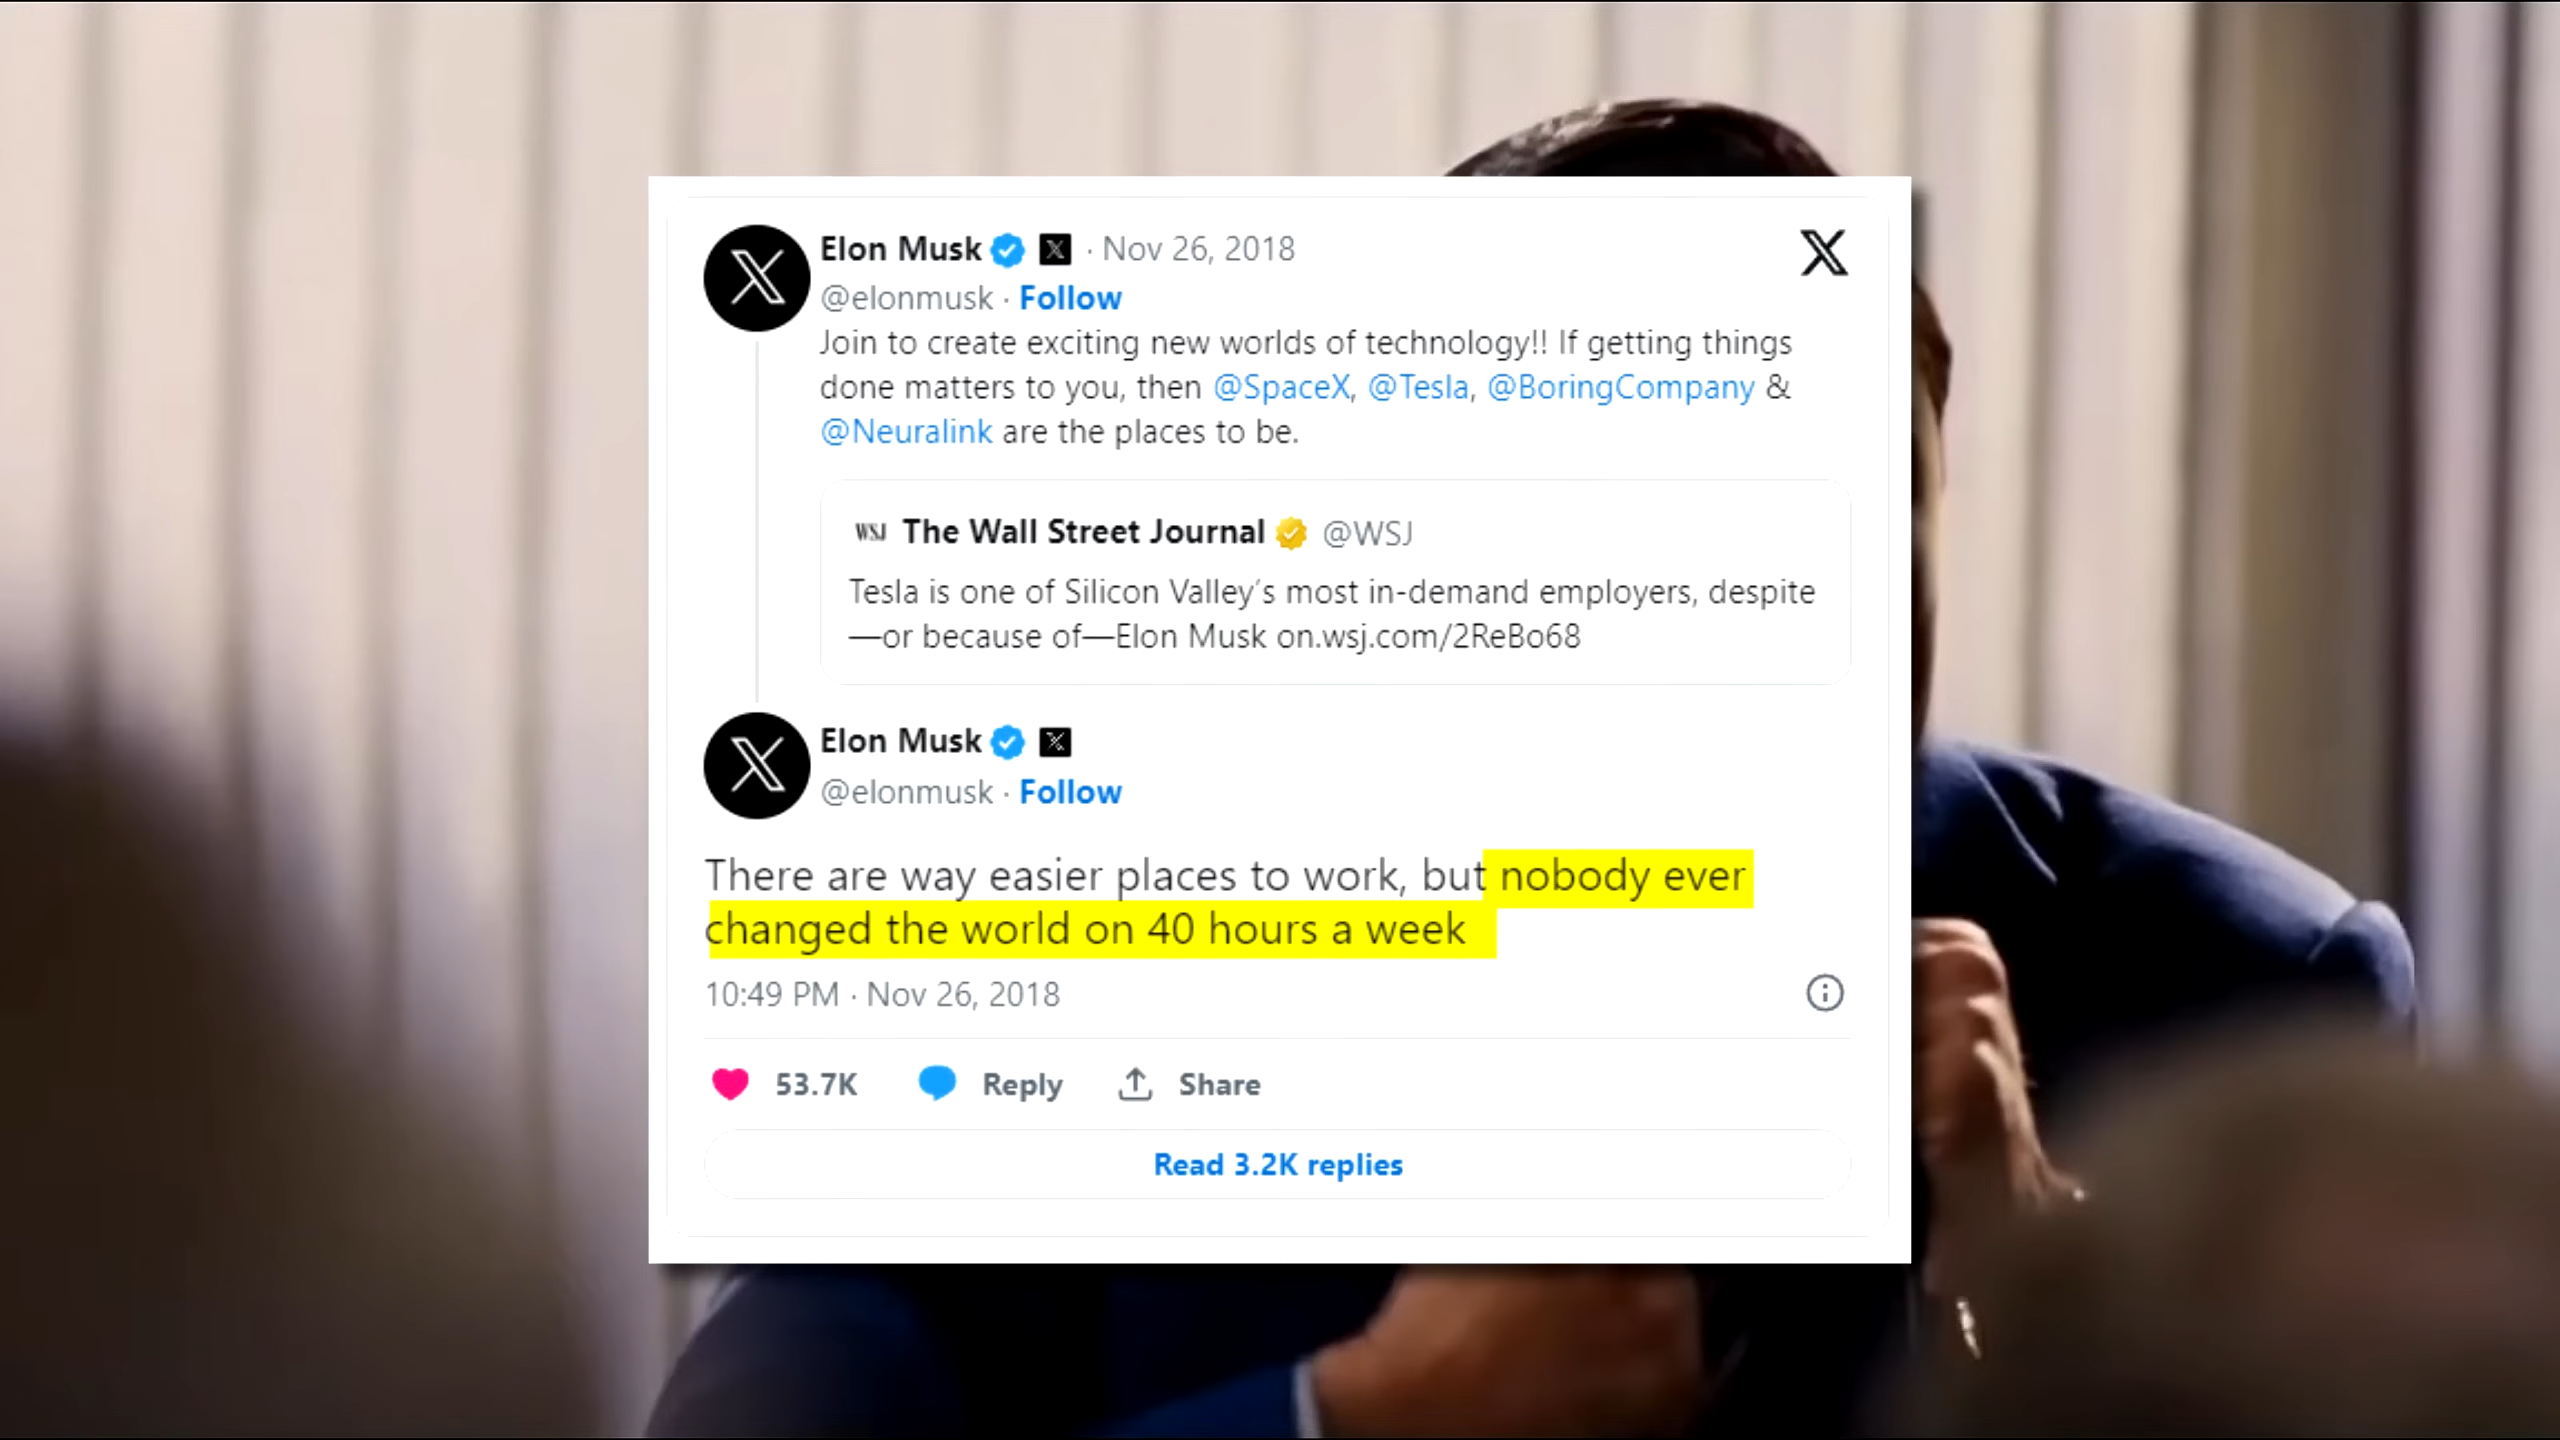 Elon Musk · Nov 26, 2018
@elonmusk · Follow
Join to create exciting new worlds of technology!! If getting things
done matters to you, then @SpaceX, @Tesla, @BoringCompany &
@Neuralink are the places to be.
WSJ The Wall Street Journal @WSJ
Tesla is one of Silicon Valley's most in-demand employers, despite
—or because of—Elon Musk on.wsj.com/2ReBo68
Elon Musk
@elonmusk · Follow
There are way easier places to work, but nobody ever
changed the world on 40 hours a week
10:49 PM · Nov 26, 2018
53.7K Reply Share
Read 3.2K replies